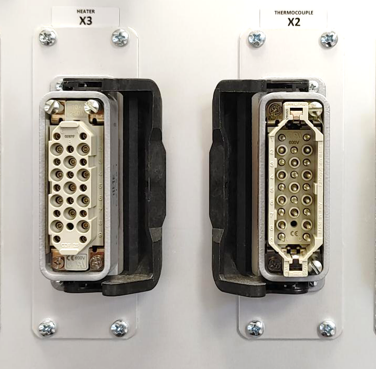 HEATER
X3
THERMOCOUPLE
X2